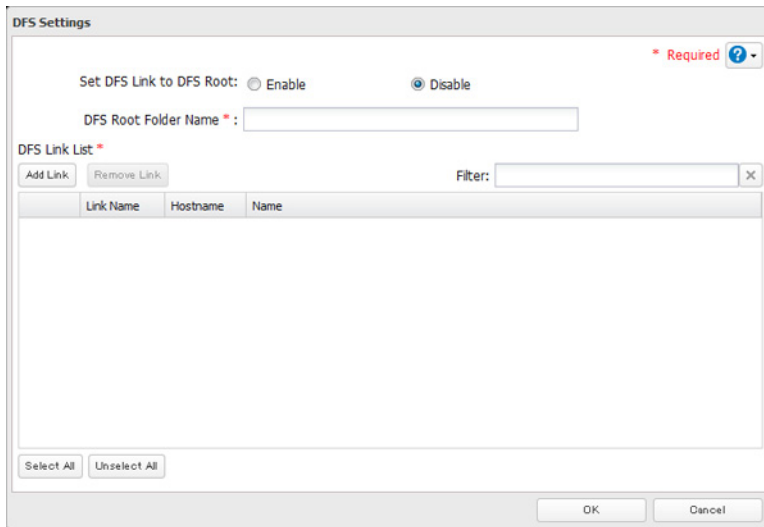 DFS Settings
* Required ?
Set DFS Link to DFS Root: Enable Disable
DFS Root Folder Name * :
DFS Link List *
Add Link Remove Link Filter:
Link Name Hostname Name
Select All Unselect All
OK Cancel